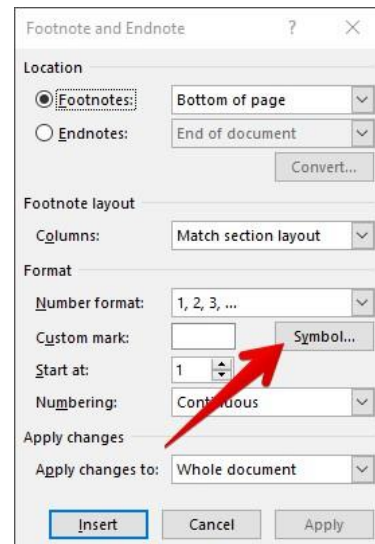 Footnote and Endnote ?
Location
Footnotes: Bottom of page
Endnotes: End of document
Convert...
Footnote layout
Columns: Match section layout
Format
Number format: 1, 2, 3, ...
Custom mark: Symbol...
Start at: 1
Numbering: Continuous
Apply changes
Apply changes to: Whole document
Insert Cancel Apply